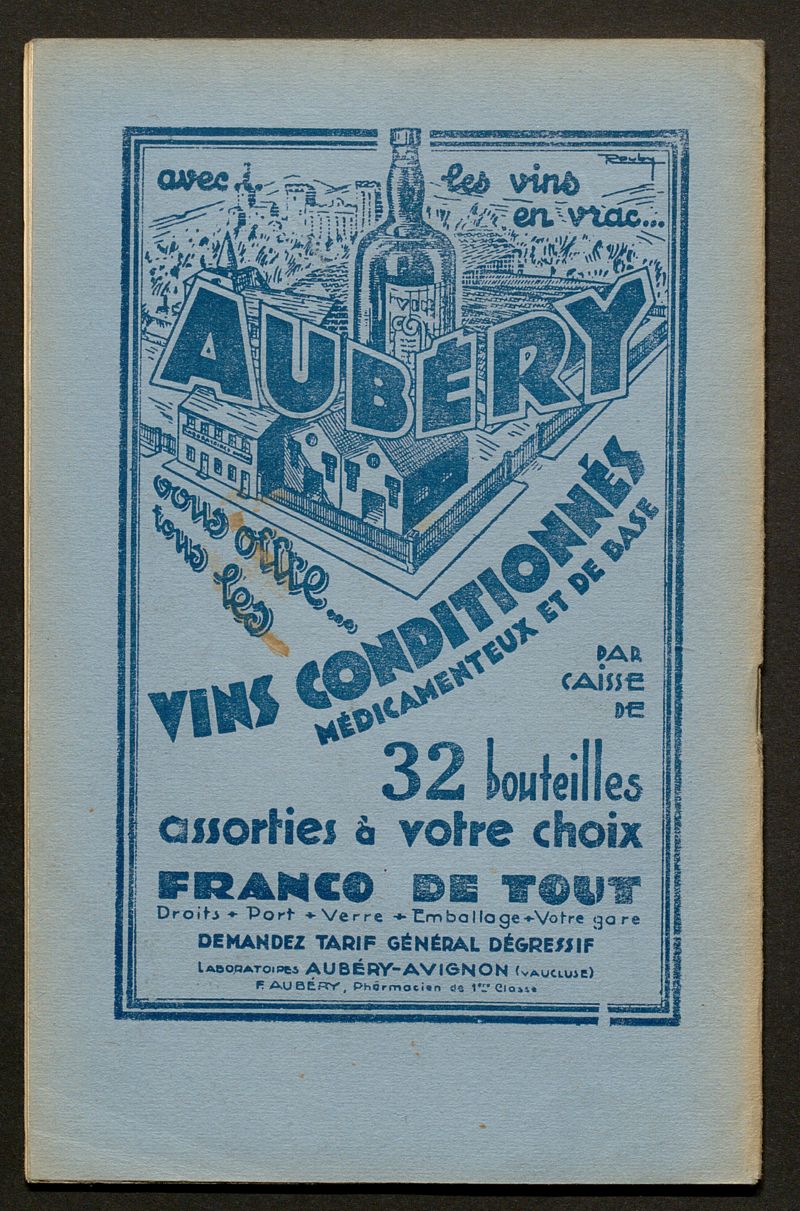 Rouby
avec...
les vins
en vrac...
AUBÉRY
LABORATOIRES
vous offre...
tous les
VINS CONDITIONNÉS
MÉDICAMENTEUX ET DE BASE
PAR
CAISSE
DE
32 bouteilles
assorties à votre choix
FRANCO DE TOUT
Droits + Port + Verre + Emballage + Votre gare
DEMANDEZ TARIF GÉNÉRAL DÉGRESSIF
LABORATOIRES AUBÉRY-AVIGNON (VAUCLUSE)
F. AUBÉRY, Pharmacien de 1ère Classe